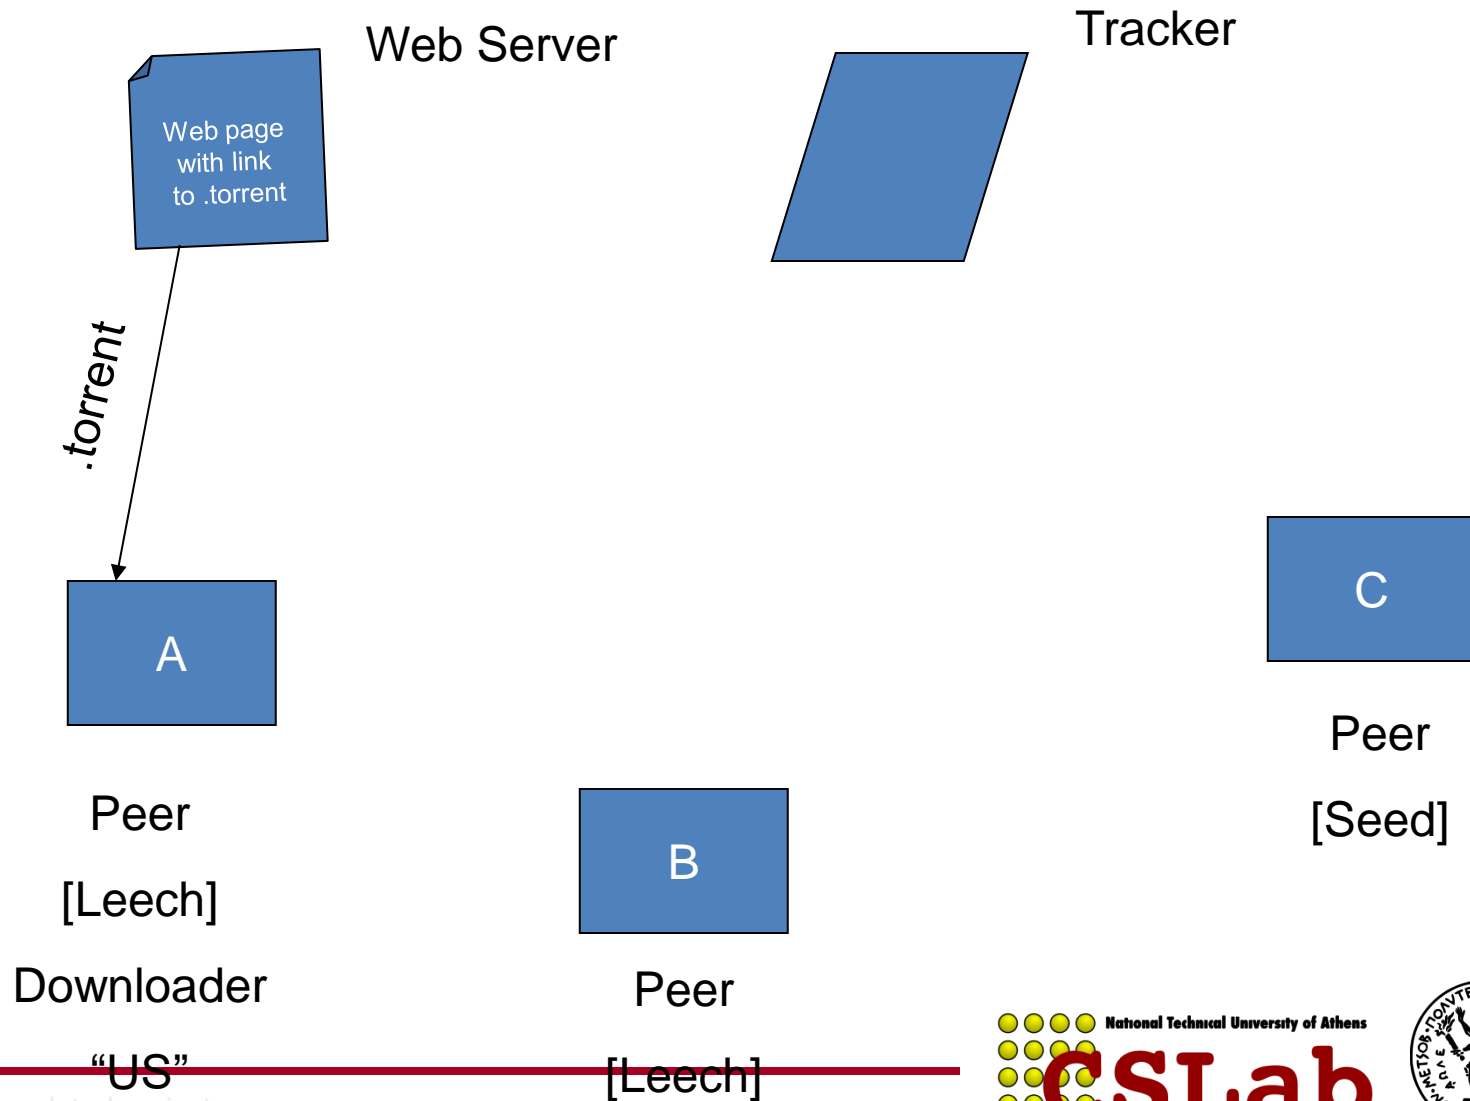 Web Server
Tracker
Web page
with link
to .torrent
.torrent
A
C
Peer
[Seed]
Peer
[Leech]
Downloader
“US”
B
Peer
[Leech]
National Technical University of Athens
CSLab